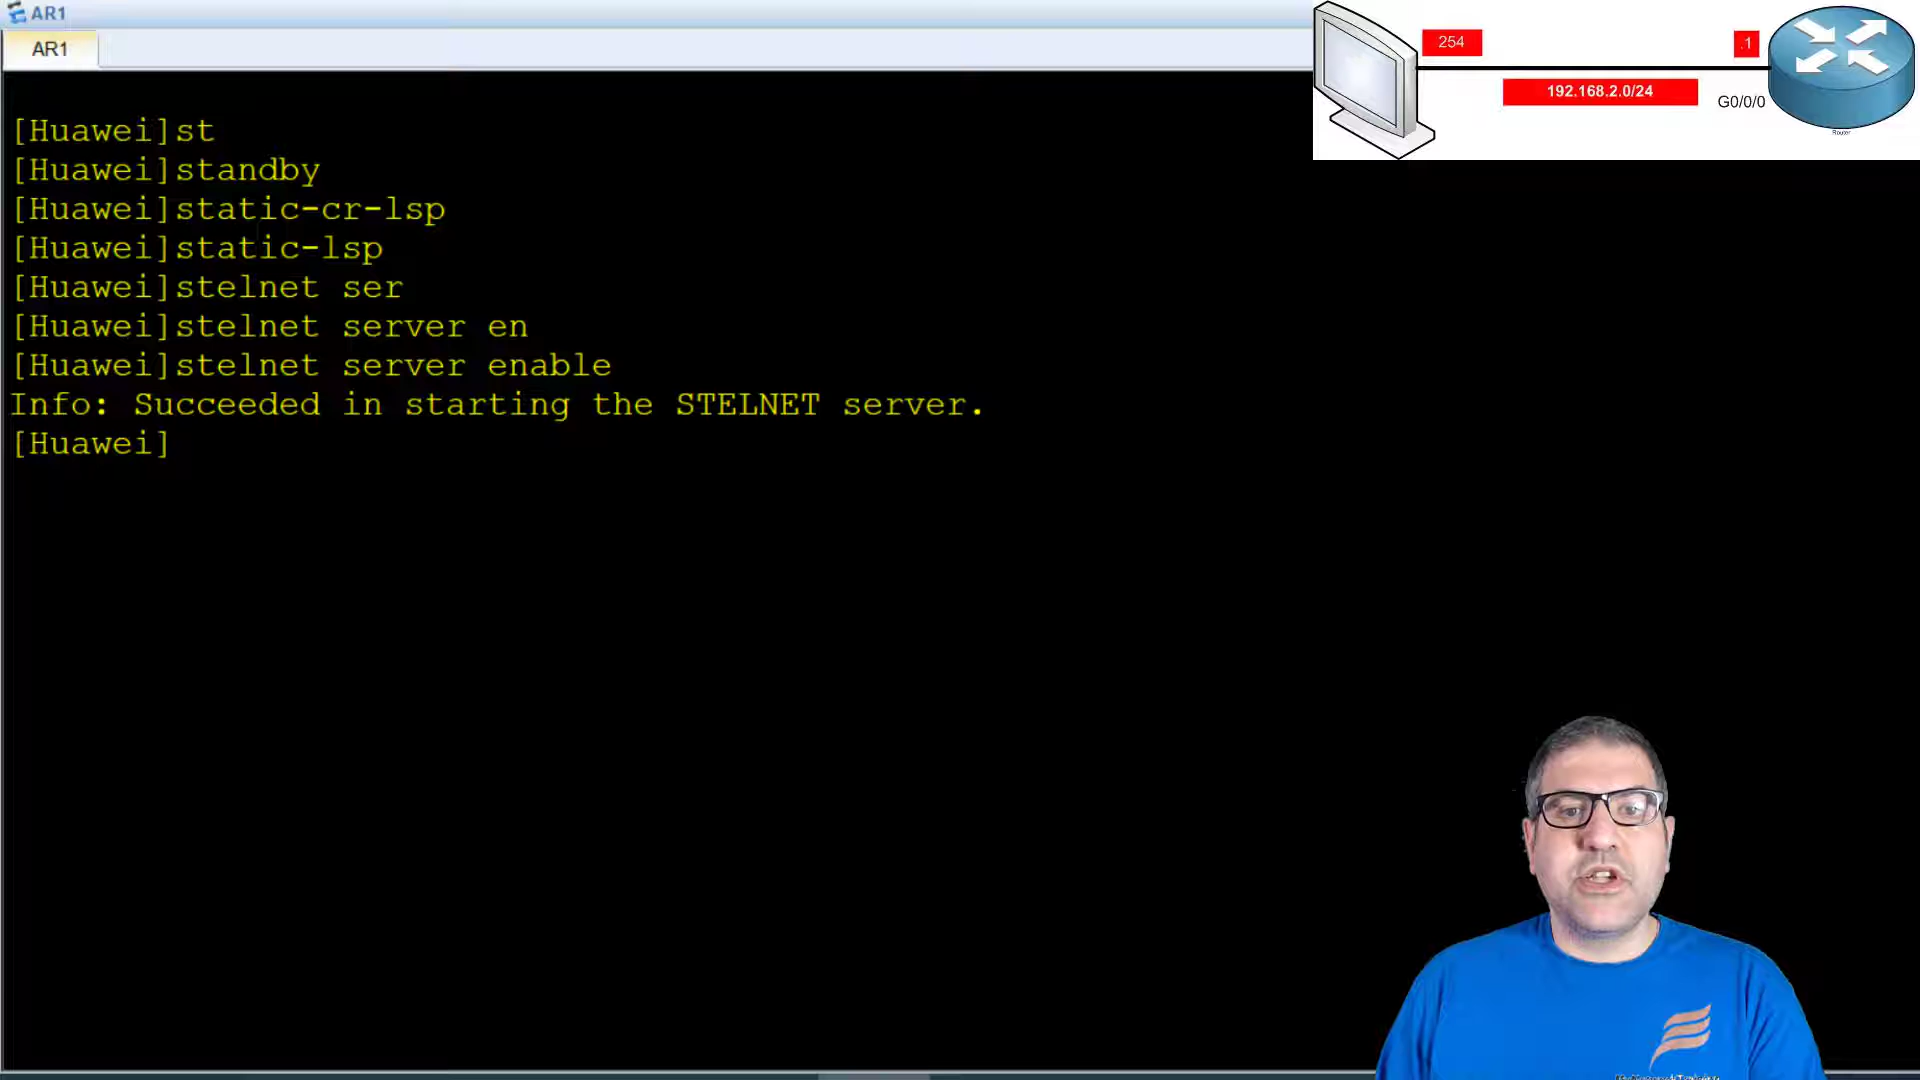 AR1
AR1
254
.1
192.168.2.0/24
G0/0/0
Router
[Huawei]st
[Huawei]standby
[Huawei]static-cr-lsp
[Huawei]static-lsp
[Huawei]stelnet ser
[Huawei]stelnet server en
[Huawei]stelnet server enable
Info: Succeeded in starting the STELNET server.
[Huawei]